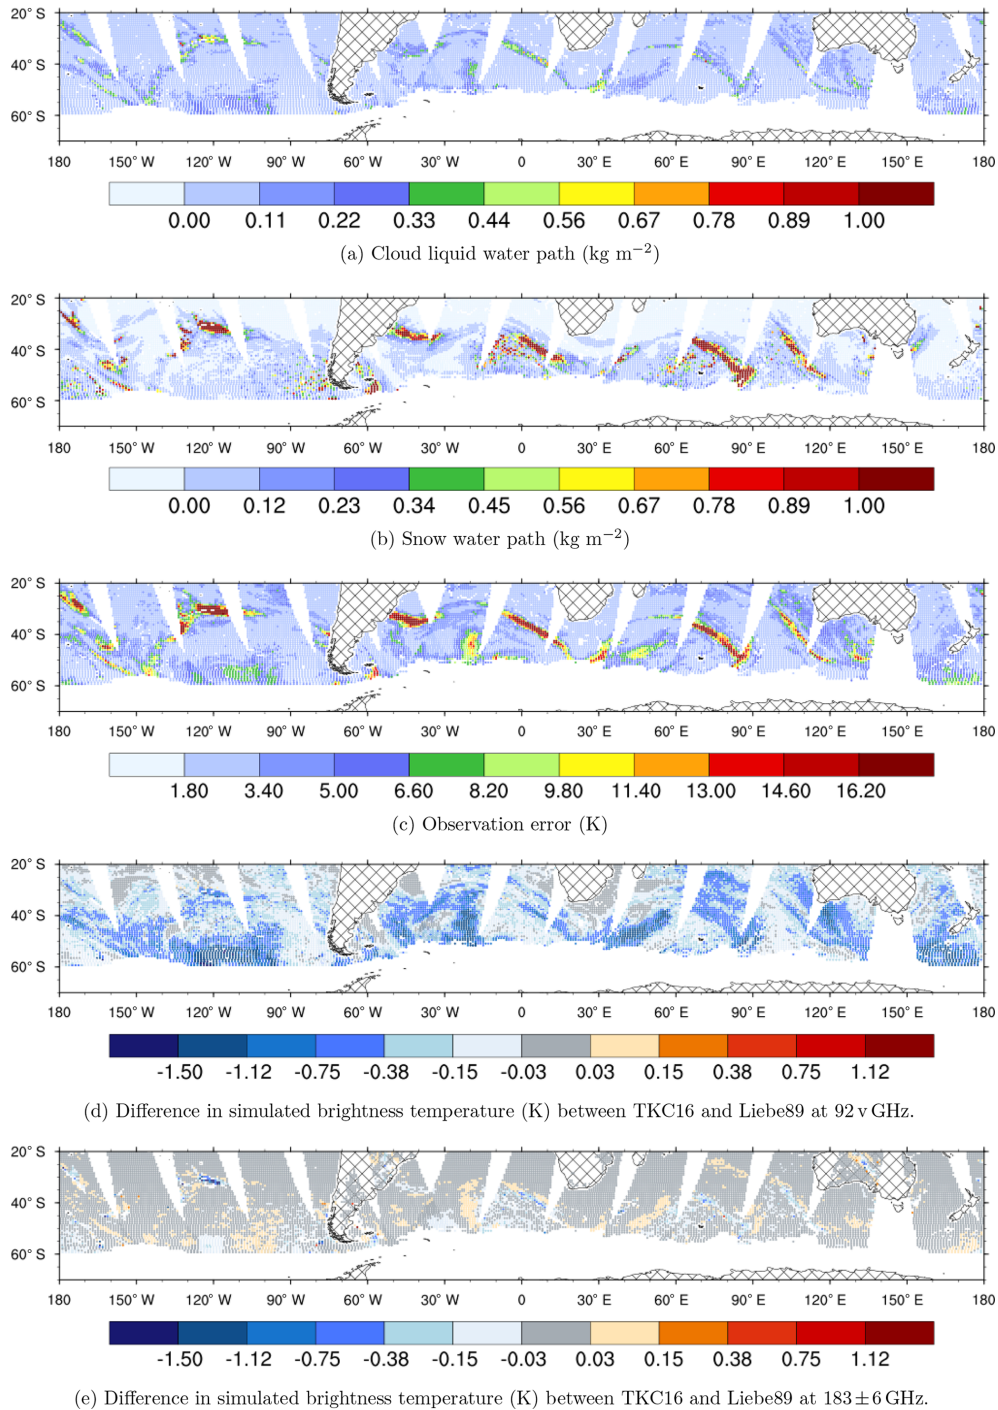 20° S
40° S
60° S
180 150° W 120° W 90° W 60° W 30° W 0 30° E 60° E 90° E 120° E 150° E 180
0.00 0.11 0.22 0.33 0.44 0.56 0.67 0.78 0.89 1.00
(a) Cloud liquid water path (kg m−2)
20° S
40° S
60° S
180 150° W 120° W 90° W 60° W 30° W 0 30° E 60° E 90° E 120° E 150° E 180
0.00 0.12 0.23 0.34 0.45 0.56 0.67 0.78 0.89 1.00
(b) Snow water path (kg m−2)
20° S
40° S
60° S
180 150° W 120° W 90° W 60° W 30° W 0 30° E 60° E 90° E 120° E 150° E 180
1.80 3.40 5.00 6.60 8.20 9.80 11.40 13.00 14.60 16.20
(c) Observation error (K)
20° S
40° S
60° S
180 150° W 120° W 90° W 60° W 30° W 0 30° E 60° E 90° E 120° E 150° E 180
-1.50 -1.12 -0.75 -0.38 -0.15 -0.03 0.03 0.15 0.38 0.75 1.12
(d) Difference in simulated brightness temperature (K) between TKC16 and Liebe89 at 92 v GHz.
20° S
40° S
60° S
180 150° W 120° W 90° W 60° W 30° W 0 30° E 60° E 90° E 120° E 150° E 180
-1.50 -1.12 -0.75 -0.38 -0.15 -0.03 0.03 0.15 0.38 0.75 1.12
(e) Difference in simulated brightness temperature (K) between TKC16 and Liebe89 at 183±6 GHz.